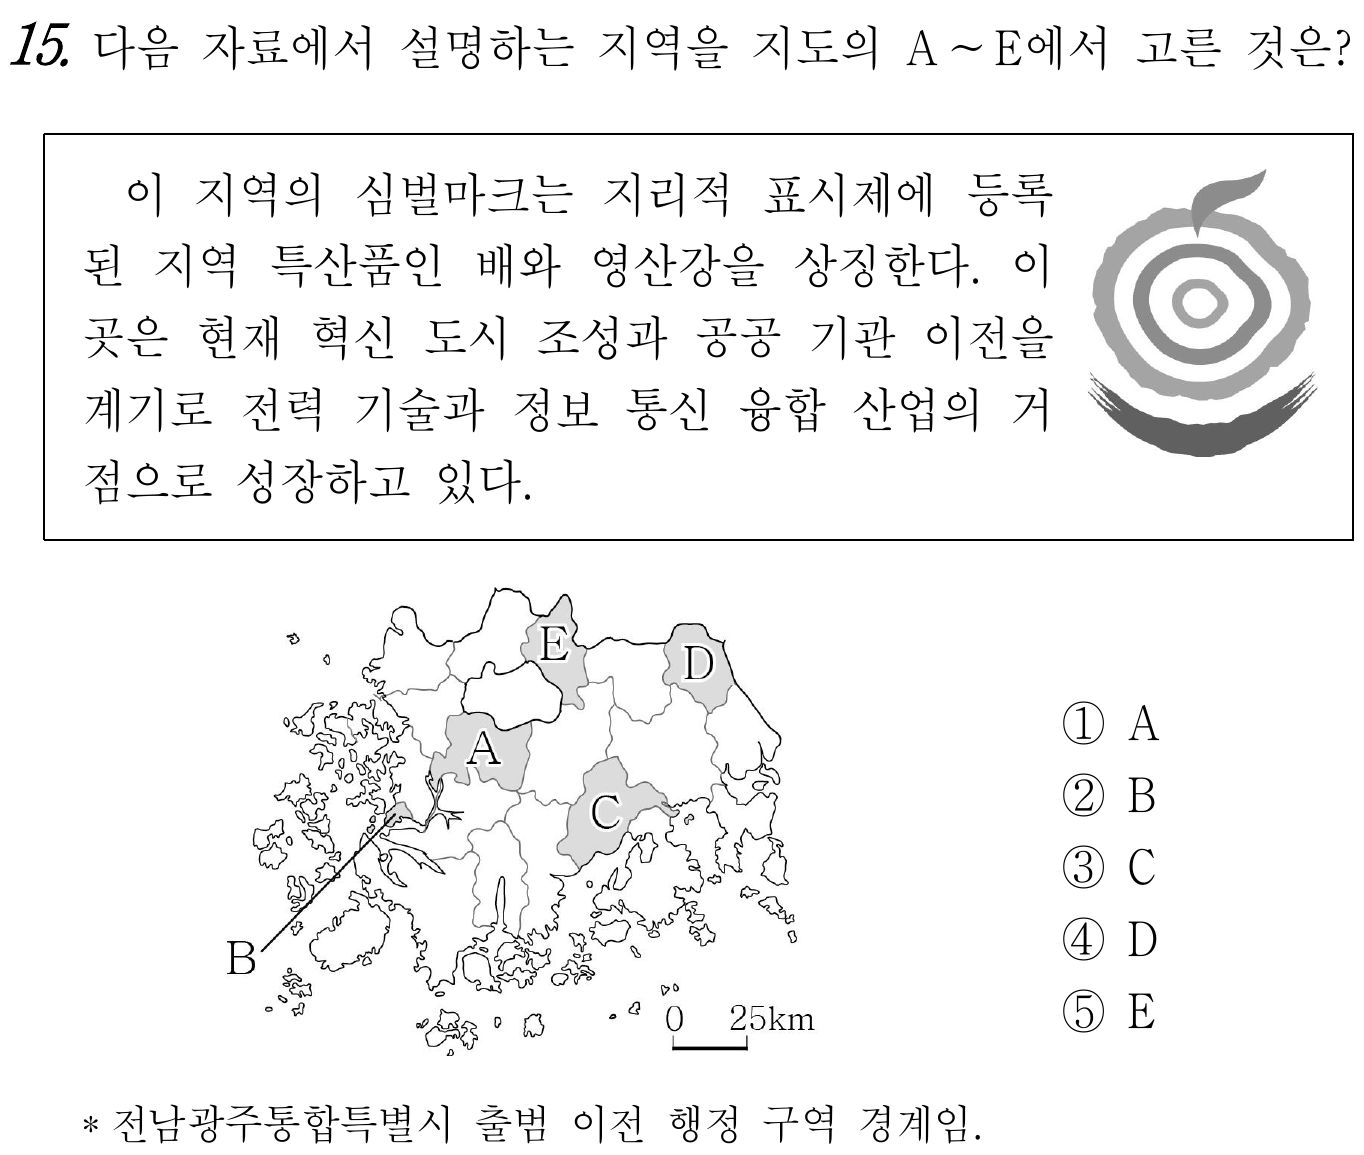 15. 다음 자료에서 설명하는 지역을 지도의 A~E에서 고른 것은?
이 지역의 심벌마크는 지리적 표시제에 등록
된 지역 특산품인 배와 영산강을 상징한다. 이
곳은 현재 혁신 도시 조성과 공공 기관 이전을
계기로 전력 기술과 정보 통신 융합 산업의 거
점으로 성장하고 있다.
E
D
A
C
B
0 25km
① A
② B
③ C
④ D
⑤ E
* 전남광주통합특별시 출범 이전 행정 구역 경계임.